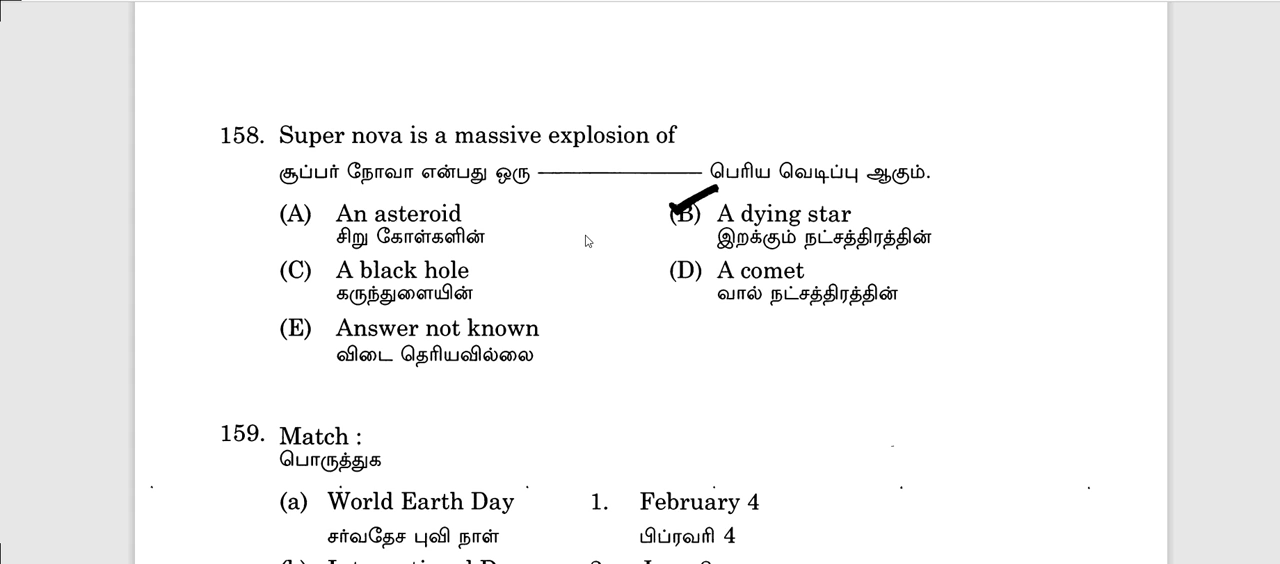 158. Super nova is a massive explosion of
சூப்பர் நோவா என்பது ஒரு ——————— பெரிய வெடிப்பு ஆகும்.
(A) An asteroid (B) A dying star
சிறு கோள்களின் இறக்கும் நட்சத்திரத்தின்
(C) A black hole (D) A comet
கருந்துளையின் வால் நட்சத்திரத்தின்
(E) Answer not known
விடை தெரியவில்லை
159. Match :
பொருத்துக
(a) World Earth Day 1. February 4
சர்வதேச புவி நாள் பிப்ரவரி 4